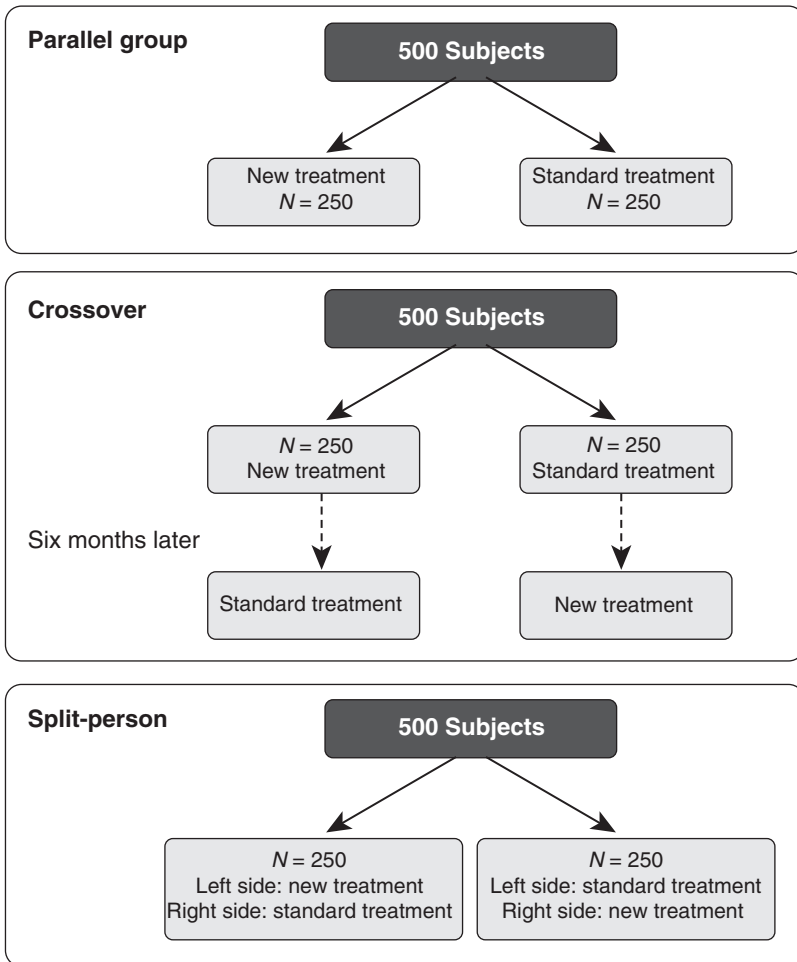 Parallel group
500 Subjects
New treatment
N = 250
Standard treatment
N = 250
Crossover
500 Subjects
N = 250
New treatment
N = 250
Standard treatment
Six months later
Standard treatment
New treatment
Split-person
500 Subjects
N = 250
Left side: new treatment
Right side: standard treatment
N = 250
Left side: standard treatment
Right side: new treatment